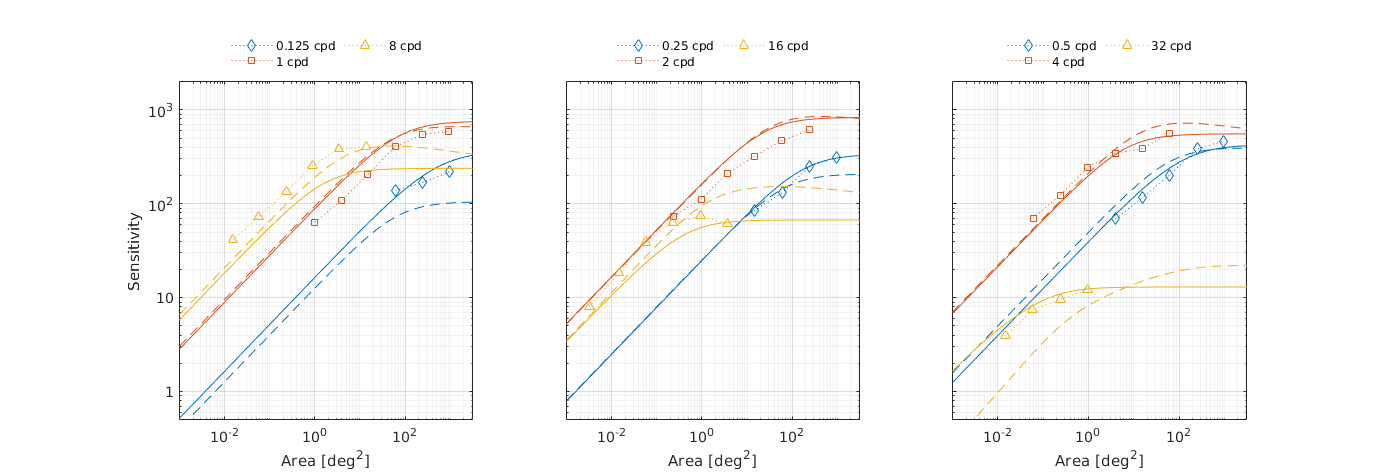 0.125 cpd 8 cpd
1 cpd
0.25 cpd 16 cpd
2 cpd
0.5 cpd 32 cpd
4 cpd
Sensitivity
10³
10²
10
1
10⁻² 10⁰ 10²
Area [deg²]
10⁻² 10⁰ 10²
Area [deg²]
10⁻² 10⁰ 10²
Area [deg²]